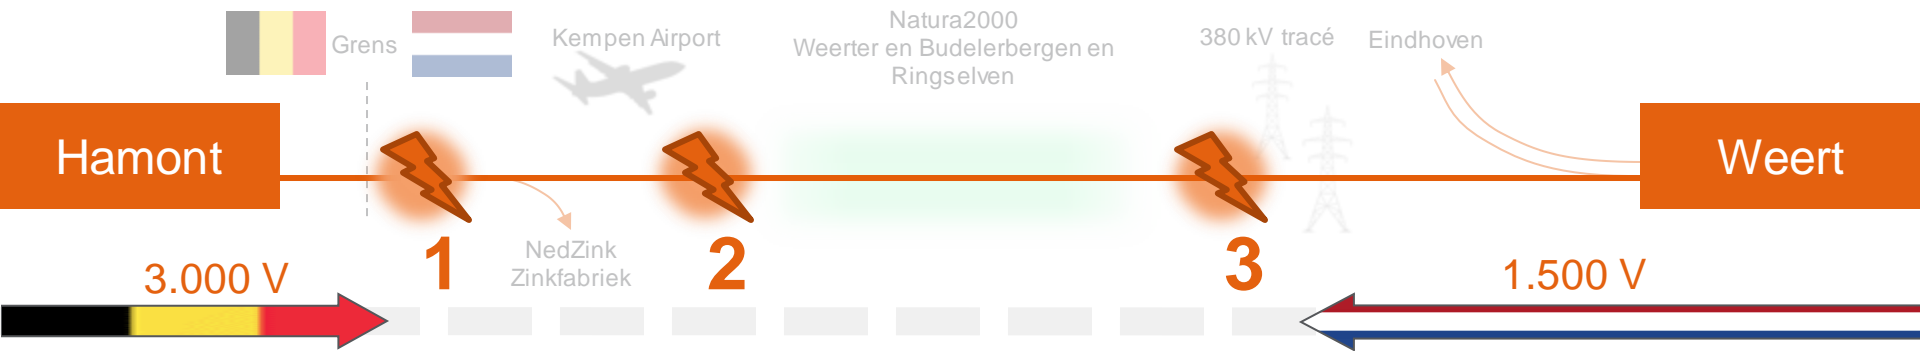 Grens
Kempen Airport
Natura2000
Weerter en Budelerbergen en
Ringselven
380 kV tracé
Eindhoven
Hamont
Weert
1
2
3
NedZink
Zinkfabriek
3.000 V
1.500 V